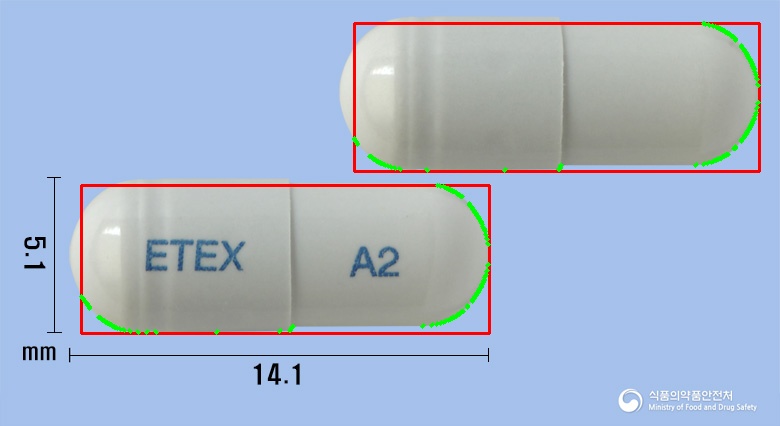 ETEX A2
5.1
mm
14.1
식품의약품안전처
Ministry of Food and Drug Safety